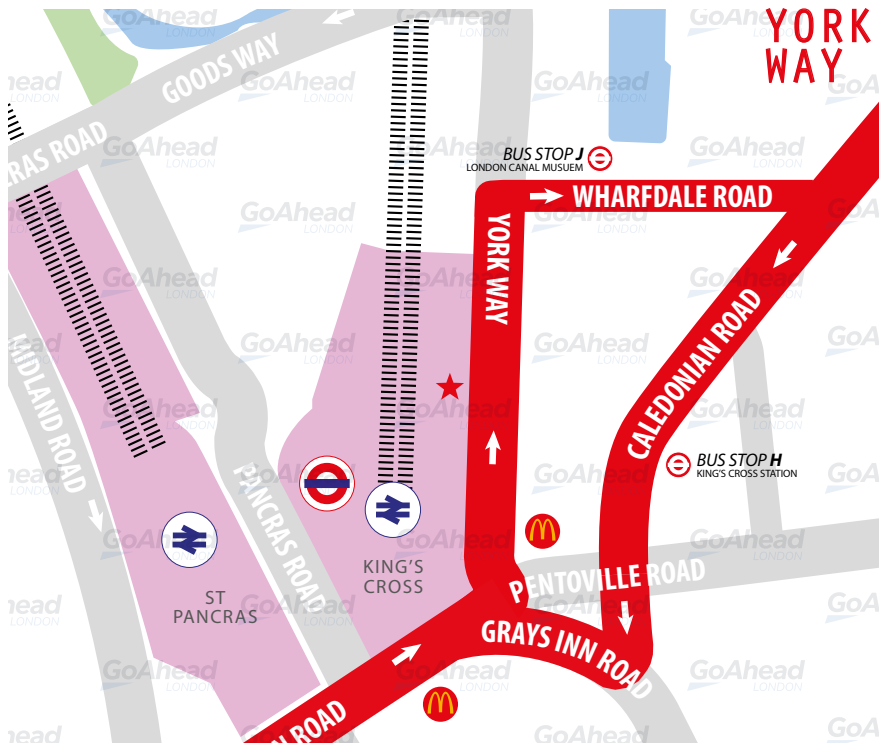 YORK
WAY
GOODS WAY
RAS ROAD
BUS STOP J
LONDON CANAL MUSUEM
WHARFDALE ROAD
YORK WAY
CALEDONIAN ROAD
MIDLAND ROAD
PANCRAS ROAD
BUS STOP H
KING'S CROSS STATION
KING'S
CROSS
ST
PANCRAS
PENTOVILLE ROAD
GRAYS INN ROAD
N ROAD
GoAhead
LONDON